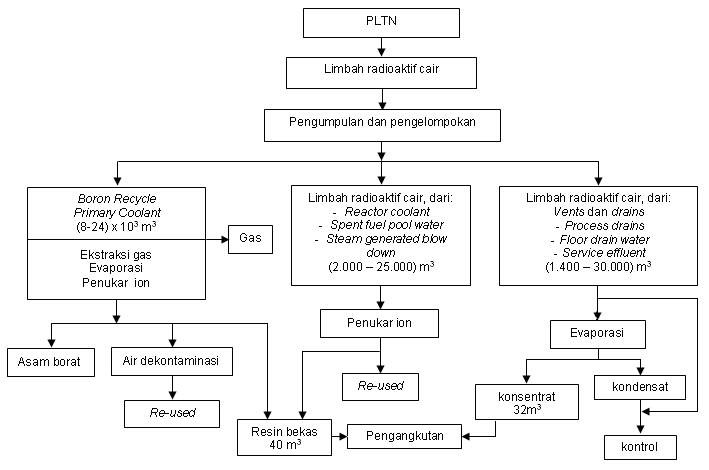 PLTN
Limbah radioaktif cair
Pengumpulan dan pengelompokan
Boron Recycle
Primary Coolant
(8-24) x 10³ m³
Ekstraksi gas
Evaporasi
Penukar ion
Gas
Limbah radioaktif cair, dari:
- Reactor coolant
- Spent fuel pool water
- Steam generated blow
down
(2.000 – 25.000) m³
Limbah radioaktif cair, dari:
Vents dan drains
- Process drains
- Floor drain water
- Service effluent
(1.400 – 30.000) m³
Penukar ion
Evaporasi
Asam borat
Air dekontaminasi
Re-used
Re-used
konsentrat
32m³
kondensat
Resin bekas
40 m³
Pengangkutan
kontrol